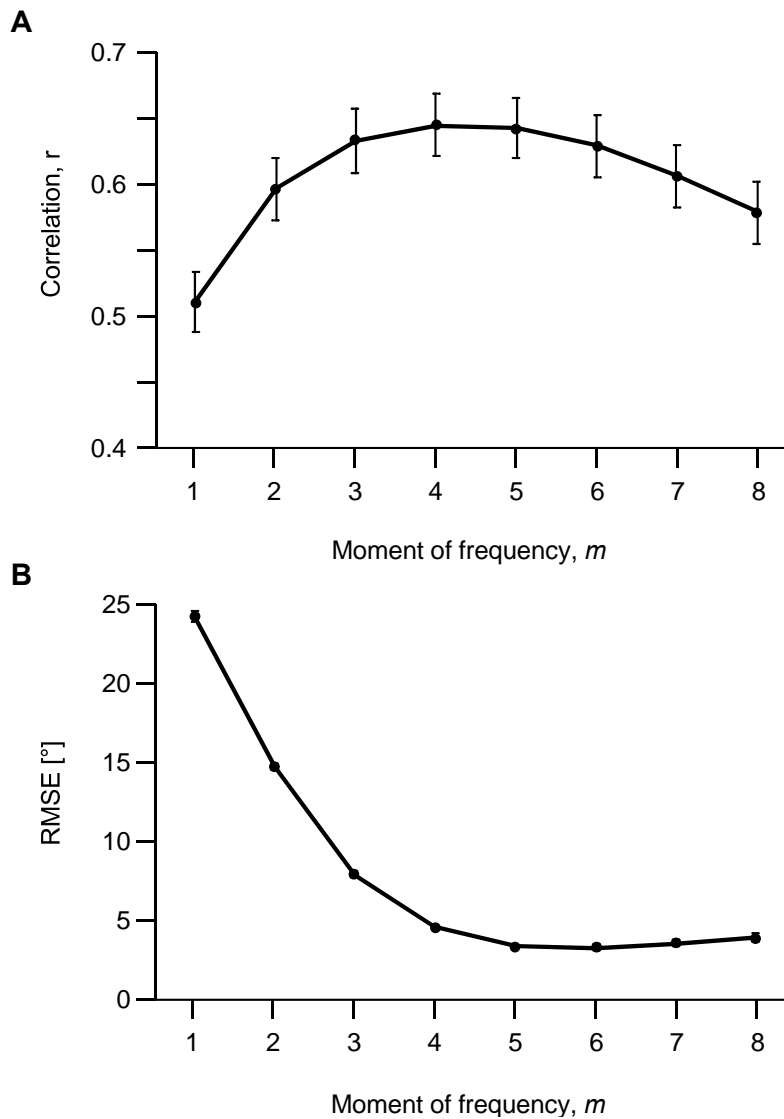 A
0.7
0.6
0.5
0.4
Correlation, r
1 2 3 4 5 6 7 8
Moment of frequency, m
B
25
20
15
10
5
0
RMSE [°]
1 2 3 4 5 6 7 8
Moment of frequency, m